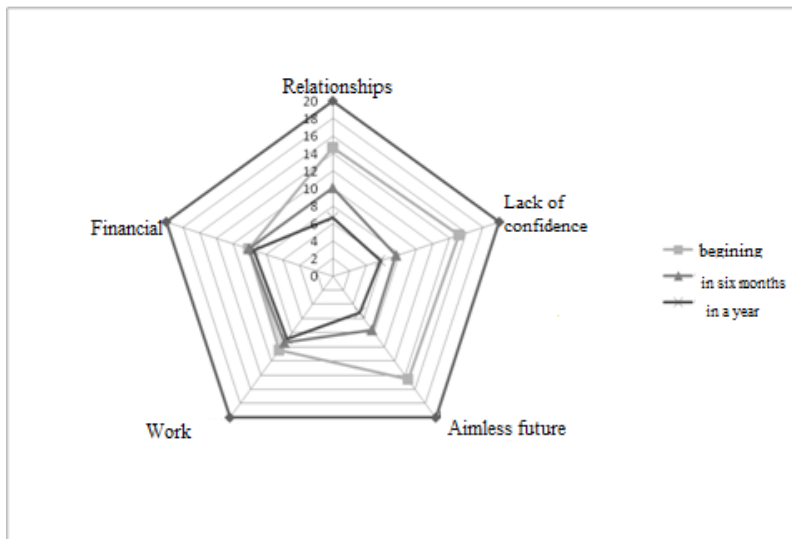 Relationships
20
18
16
14
12
10
8
6
4
2
0
Lack of
confidence
Financial
begining
in six months
in a year
Work
Aimless future